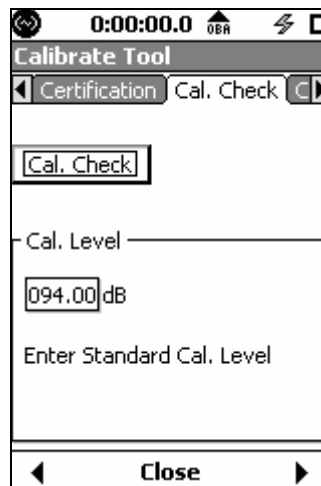 0:00:00.0 OBA
Calibrate Tool
Certification Cal. Check C
Cal. Check
Cal. Level
094.00 dB
Enter Standard Cal. Level
Close